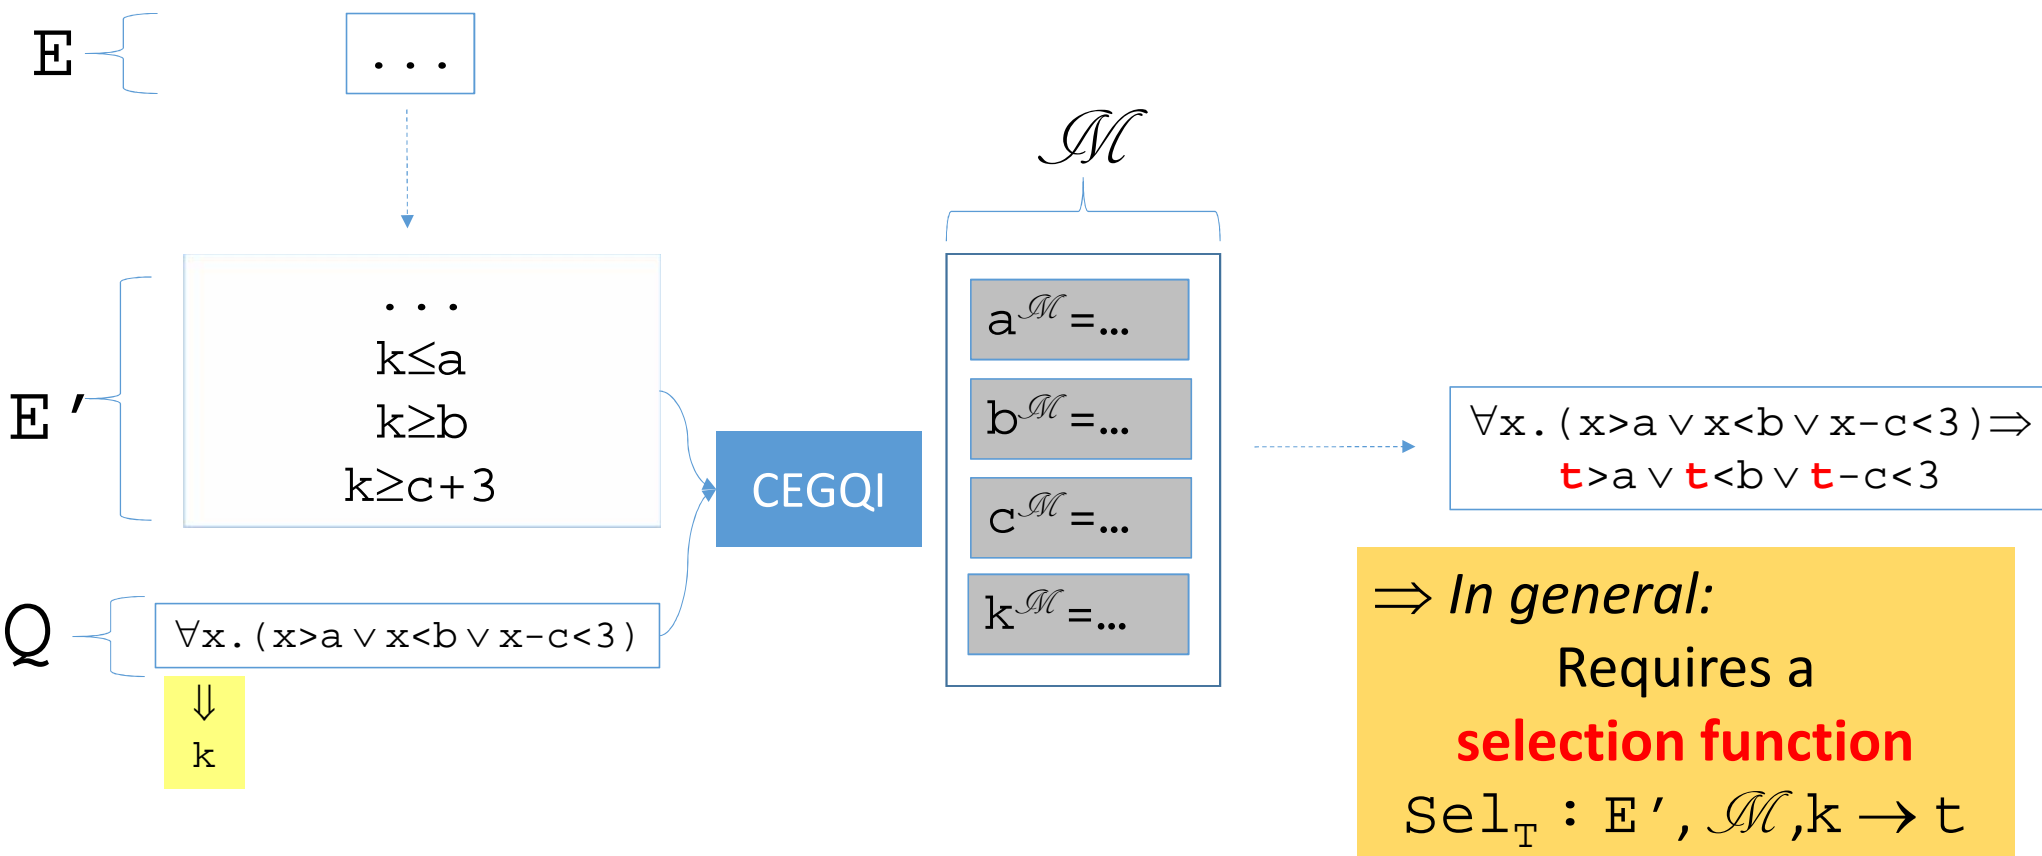 E
...
E′
...
k≤a
k≥b
k≥c+3
Q
∀x.(x>a∨x<b∨x-c<3)
⇓
k
CEGQI
ℳ
a^ℳ=…
b^ℳ=…
c^ℳ=…
k^ℳ=…
∀x.(x>a∨x<b∨x-c<3)⇒
t>a∨t<b∨t-c<3
⇒ In general:
Requires a
selection function
Sel_T : E′,ℳ,k → t